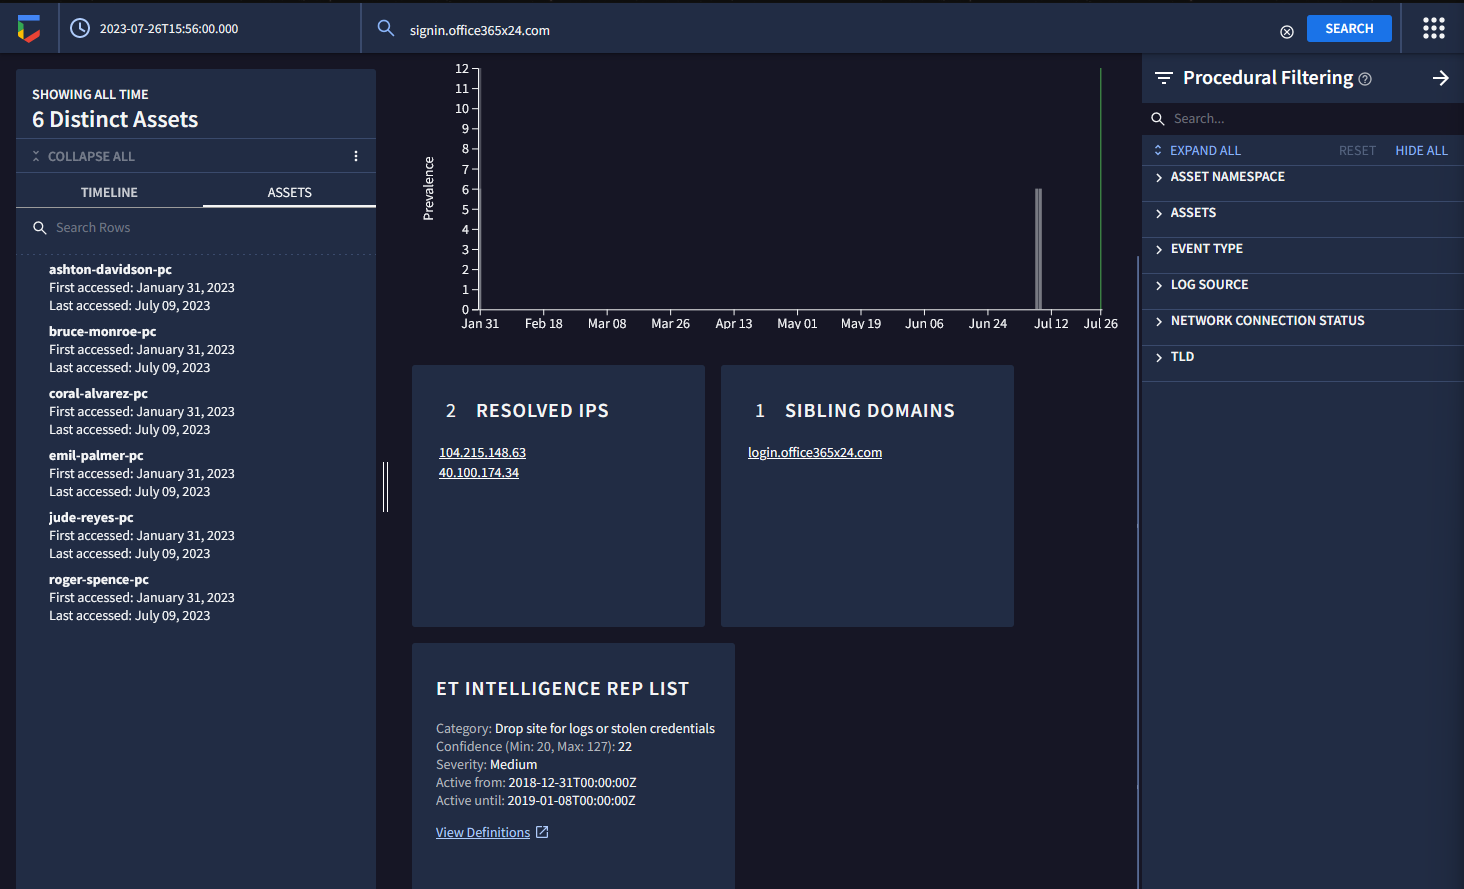 2023-07-26T15:56:00.000
signin.office365x24.com
SEARCH
SHOWING ALL TIME
6 Distinct Assets
COLLAPSE ALL
TIMELINE
ASSETS
Search Rows
ashton-davidson-pc
First accessed: January 31, 2023
Last accessed: July 09, 2023
bruce-monroe-pc
First accessed: January 31, 2023
Last accessed: July 09, 2023
coral-alvarez-pc
First accessed: January 31, 2023
Last accessed: July 09, 2023
emil-palmer-pc
First accessed: January 31, 2023
Last accessed: July 09, 2023
jude-reyes-pc
First accessed: January 31, 2023
Last accessed: July 09, 2023
roger-spence-pc
First accessed: January 31, 2023
Last accessed: July 09, 2023
Prevalence
12
11
10
9
8
7
6
5
4
3
2
1
0
Jan 31 Feb 18 Mar 08 Mar 26 Apr 13 May 01 May 19 Jun 06 Jun 24 Jul 12 Jul 26
2 RESOLVED IPS
104.215.148.63
40.100.174.34
1 SIBLING DOMAINS
login.office365x24.com
ET INTELLIGENCE REP LIST
Category: Drop site for logs or stolen credentials
Confidence (Min: 20, Max: 127): 22
Severity: Medium
Active from: 2018-12-31T00:00:00Z
Active until: 2019-01-08T00:00:00Z
View Definitions
Procedural Filtering
Search...
EXPAND ALL
RESET
HIDE ALL
ASSET NAMESPACE
ASSETS
EVENT TYPE
LOG SOURCE
NETWORK CONNECTION STATUS
TLD